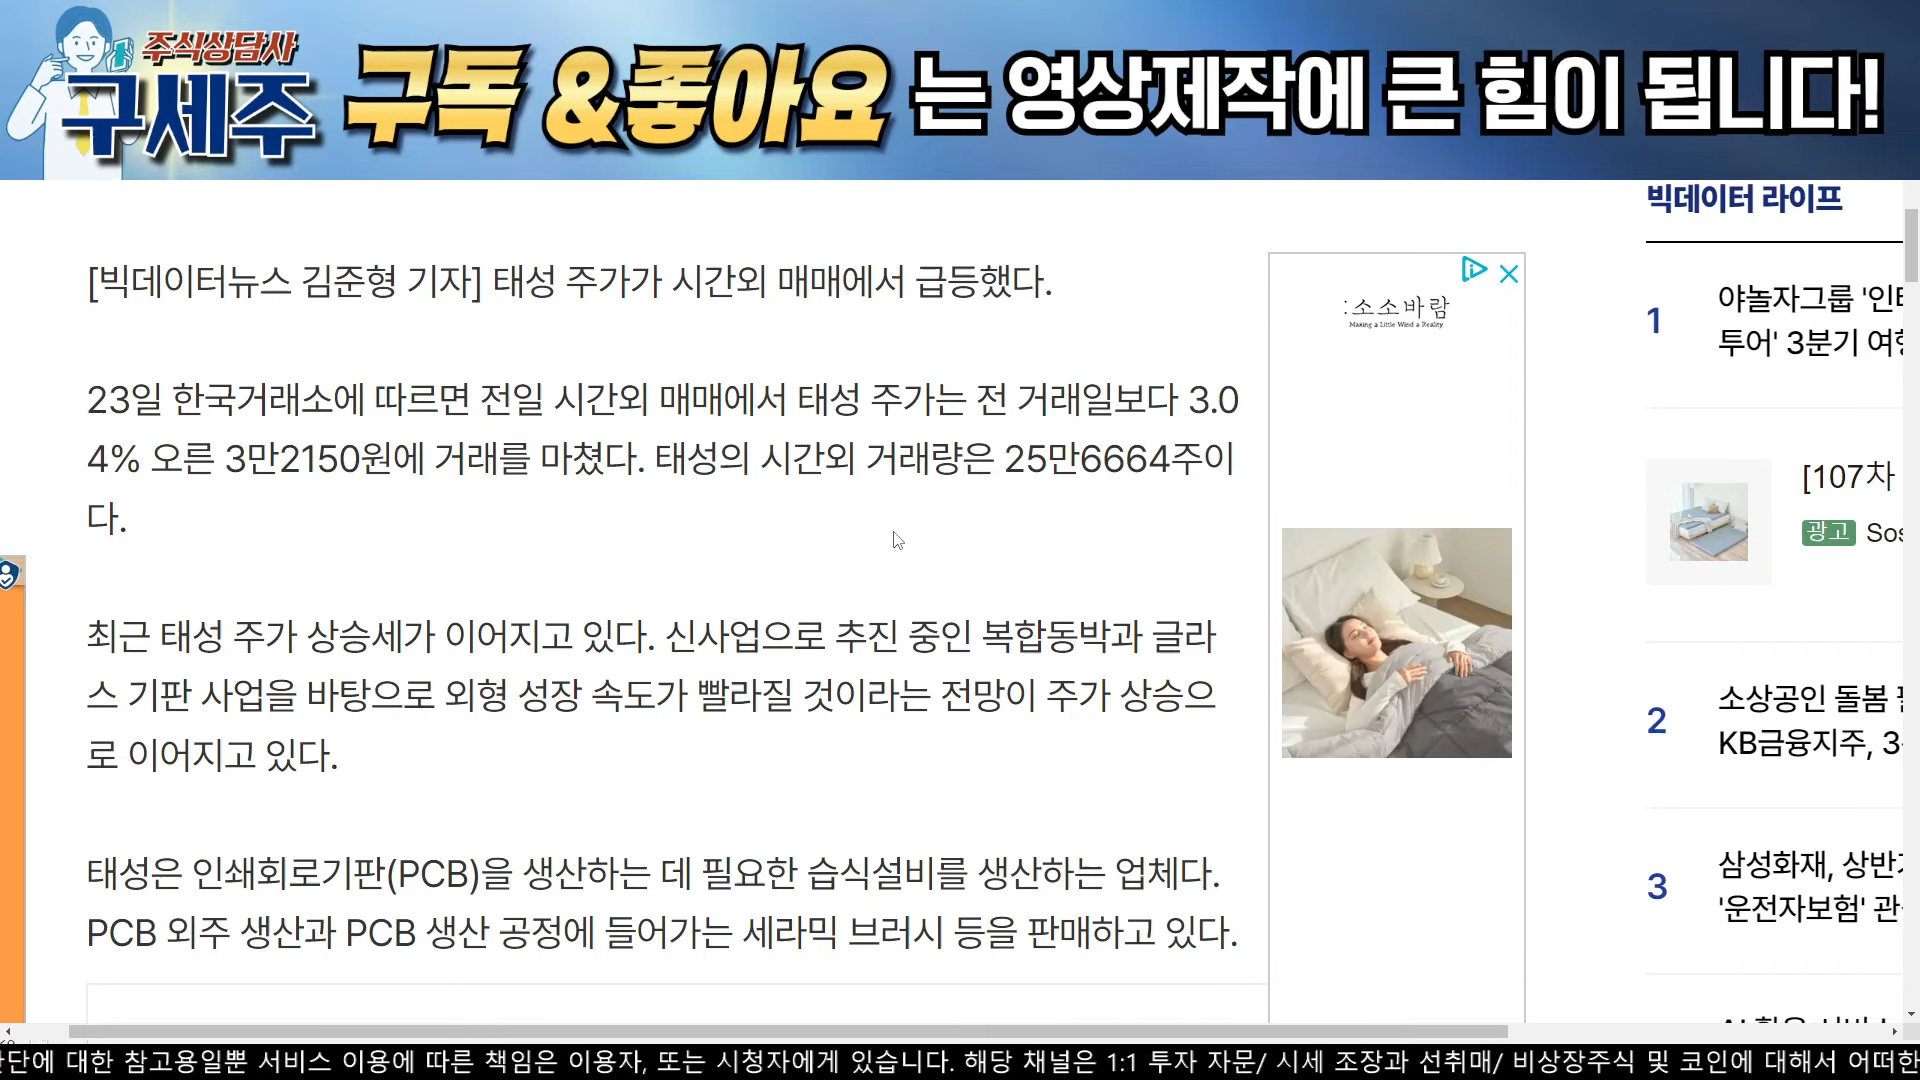 주식상담사
구세주
구독 &좋아요 는 영상제작에 큰 힘이 됩니다!
[빅데이터뉴스 김준형 기자] 태성 주가가 시간외 매매에서 급등했다.
23일 한국거래소에 따르면 전일 시간외 매매에서 태성 주가는 전 거래일보다 3.0
4% 오른 3만2150원에 거래를 마쳤다. 태성의 시간외 거래량은 25만6664주이
다.
최근 태성 주가 상승세가 이어지고 있다. 신사업으로 추진 중인 복합동박과 글라
스 기판 사업을 바탕으로 외형 성장 속도가 빨라질 것이라는 전망이 주가 상승으
로 이어지고 있다.
태성은 인쇄회로기판(PCB)을 생산하는 데 필요한 습식설비를 생산하는 업체다.
PCB 외주 생산과 PCB 생산 공정에 들어가는 세라믹 브러시 등을 판매하고 있다.
:소소바람
Making a Little Wind a Reality
빅데이터 라이프
1
야놀자그룹 '인터
투어' 3분기 여행
[107차
광고 Sos
2
소상공인 돌봄
KB금융지주, 3
3
삼성화재, 상반기
'운전자보험' 관
판단에 대한 참고용일뿐 서비스 이용에 따른 책임은 이용자, 또는 시청자에게 있습니다. 해당 채널은 1:1 투자 자문/ 시세 조장과 선취매/ 비상장주식 및 코인에 대해서 어떠한